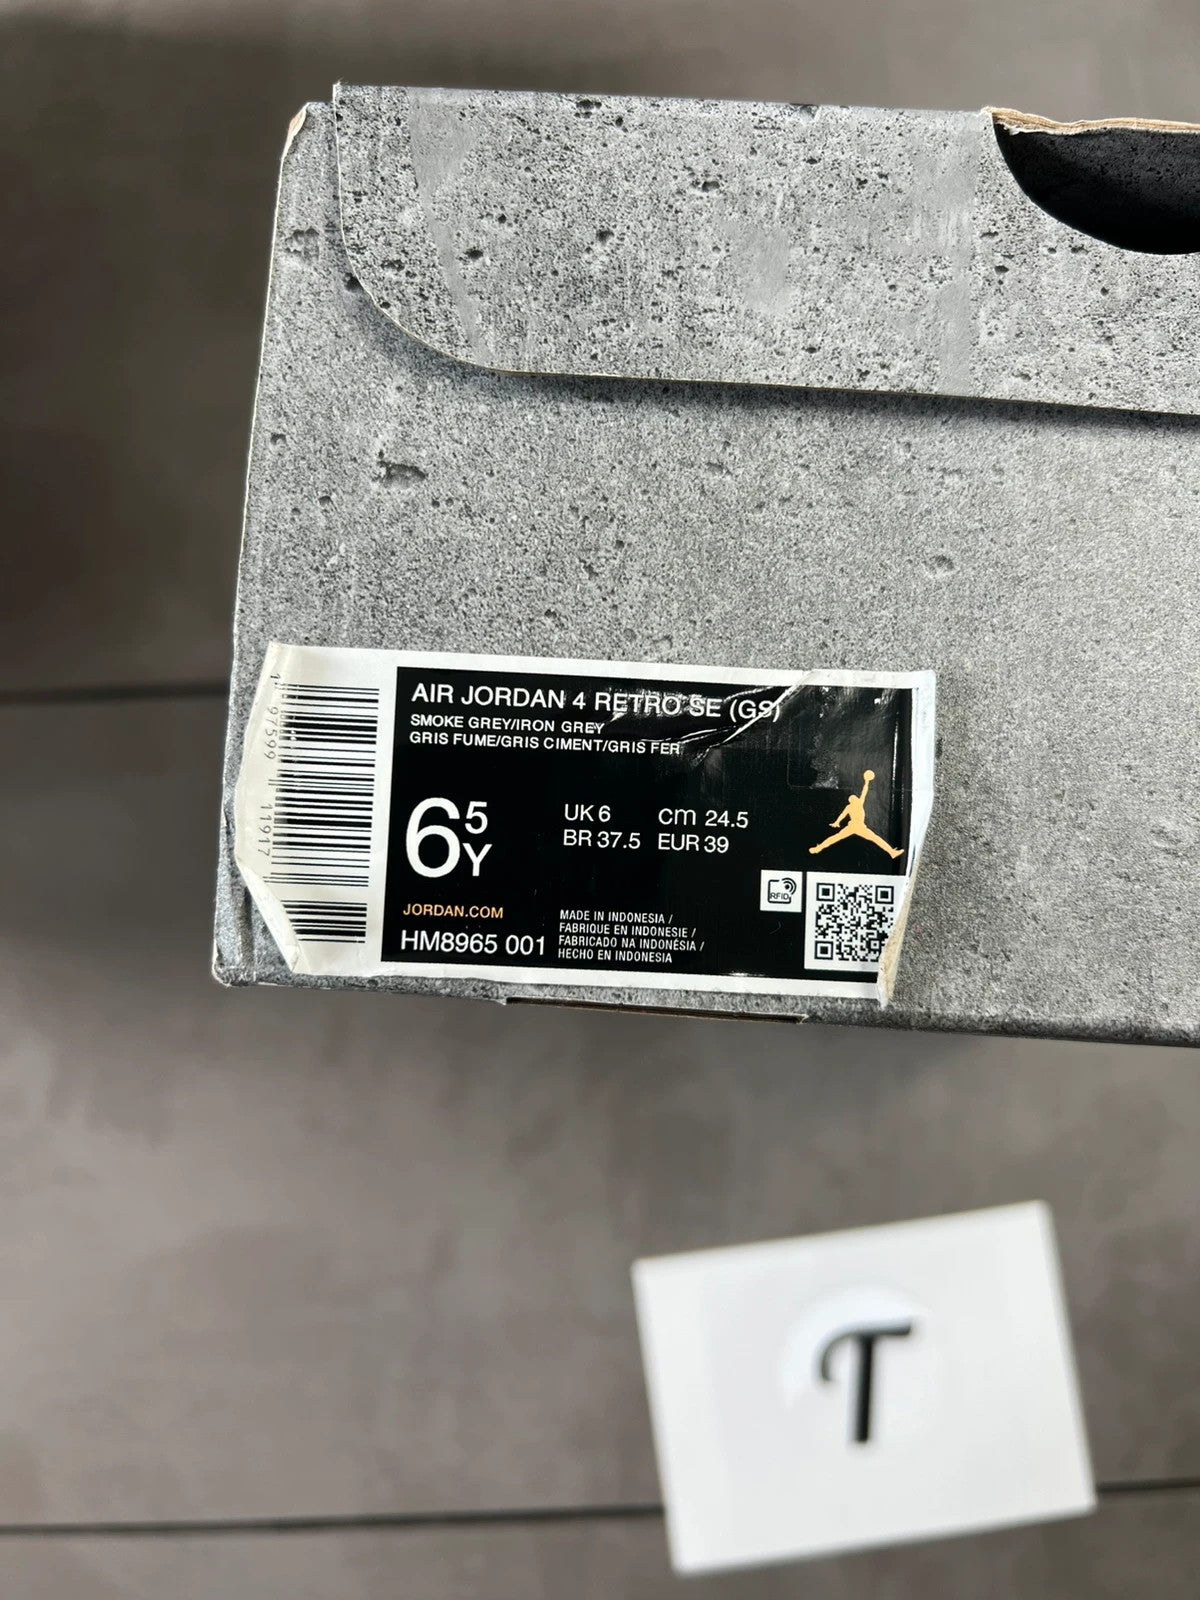 AIR JORDAN 4 RETRO SE (GS)
SMOKE GREY/IRON GREY
GRIS FUME/GRIS CIMENT/GRIS FER
6 5 Y
UK 6 cm 24.5
BR 37.5 EUR 39
RFID
JORDAN.COM
HM8965 001
MADE IN INDONESIA /
FABRIQUE EN INDONESIE /
FABRICADO NA INDONÉSIA /
HECHO EN INDONESIA
1 97599 11917
T